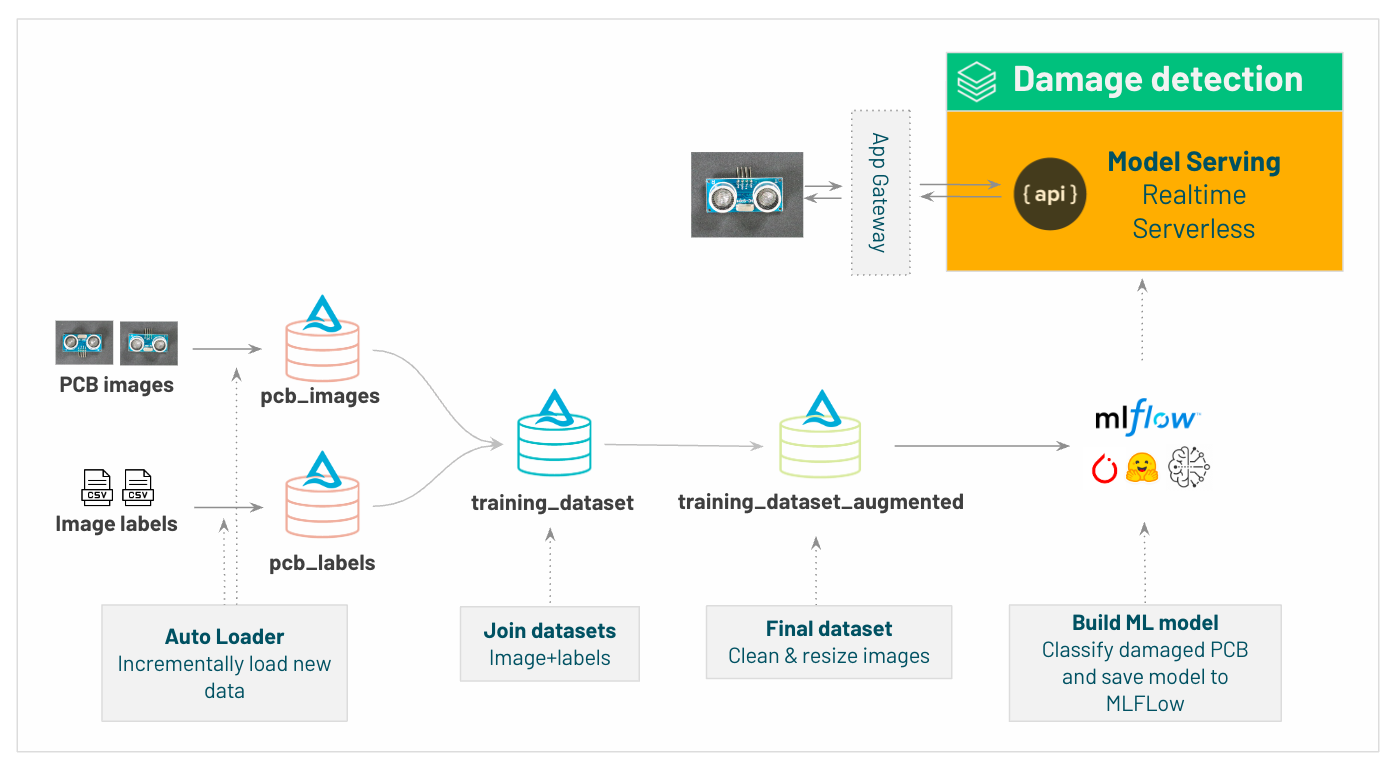 Damage detection
App Gateway
{ api }
Model Serving
Realtime
Serverless
PCB images
pcb_images
CSV
CSV
Image labels
pcb_labels
training_dataset
training_dataset_augmented
mlflow
Auto Loader
Incrementally load new
data
Join datasets
Image+labels
Final dataset
Clean & resize images
Build ML model
Classify damaged PCB
and save model to
MLFLow